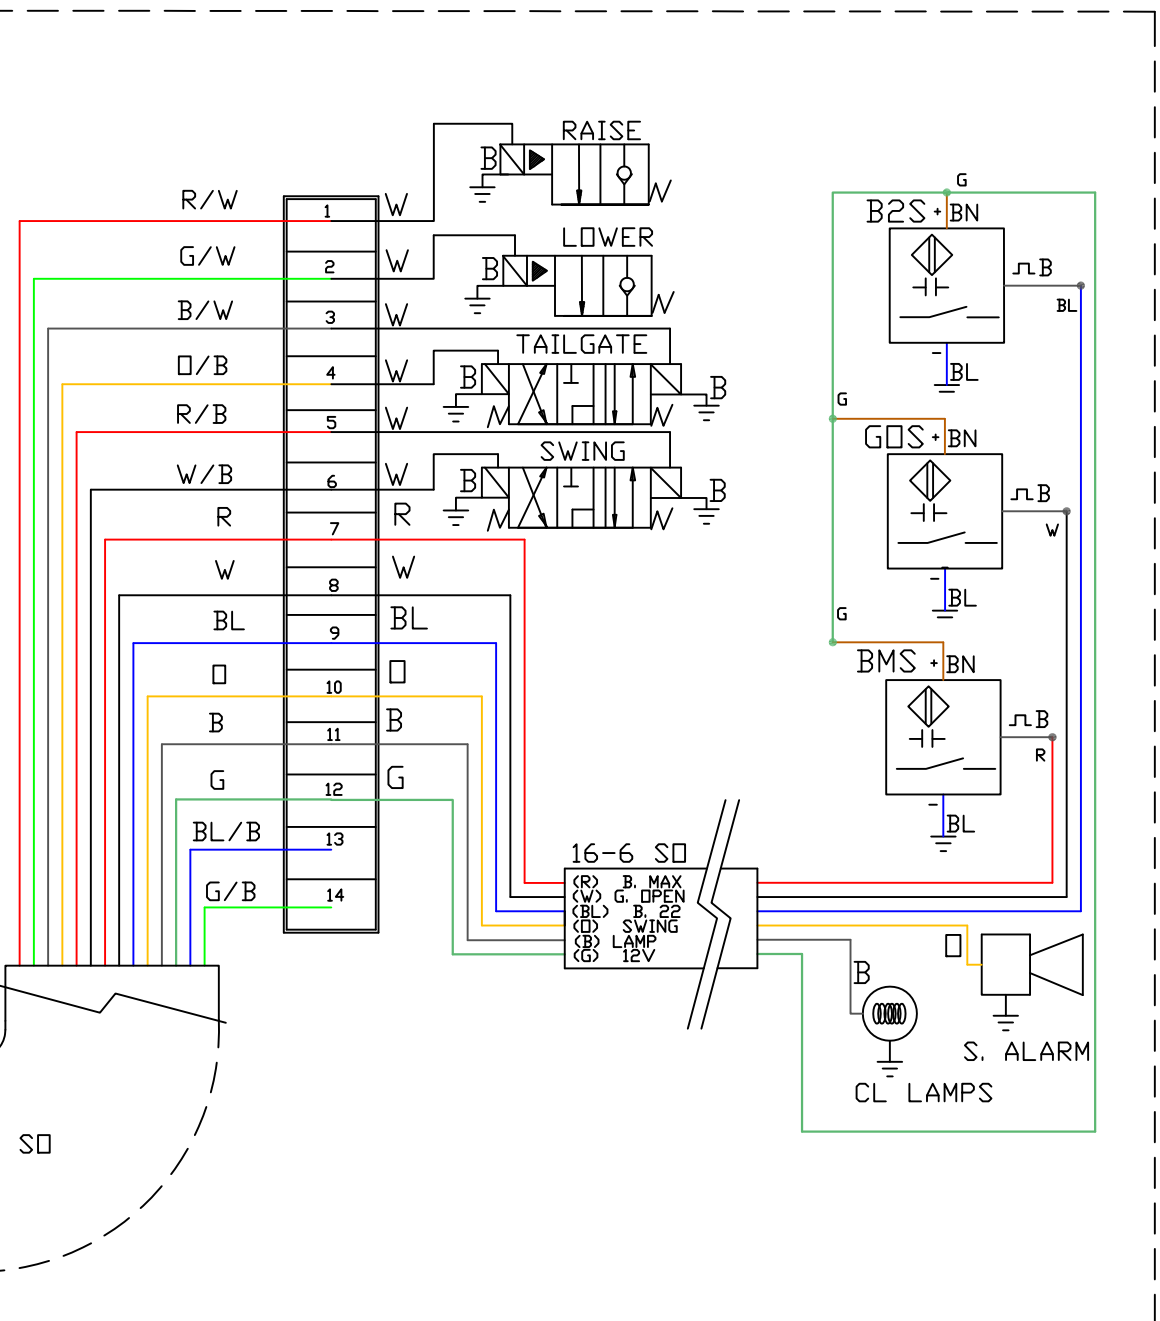 RAISE
B
R/W 1 W
LOWER
G/W 2 W B
B/W 3 W
TAILGATE
O/B 4 W B B
R/B 5 W
SWING
W/B 6 W B B
R 7 R
W 8 W
BL 9 BL
O 10 O
B 11 B
G 12 G
BL/B 13
G/B 14
SO
16-6 SO
(R) B. MAX
(W) G. OPEN
(BL) B. 22
(O) SWING
(B) LAMP
(G) 12V
G
B2S + BN
B
BL
- BL
G
GOS + BN
B
W
- BL
G
BMS + BN
B
R
- BL
O
B
S. ALARM
CL LAMPS